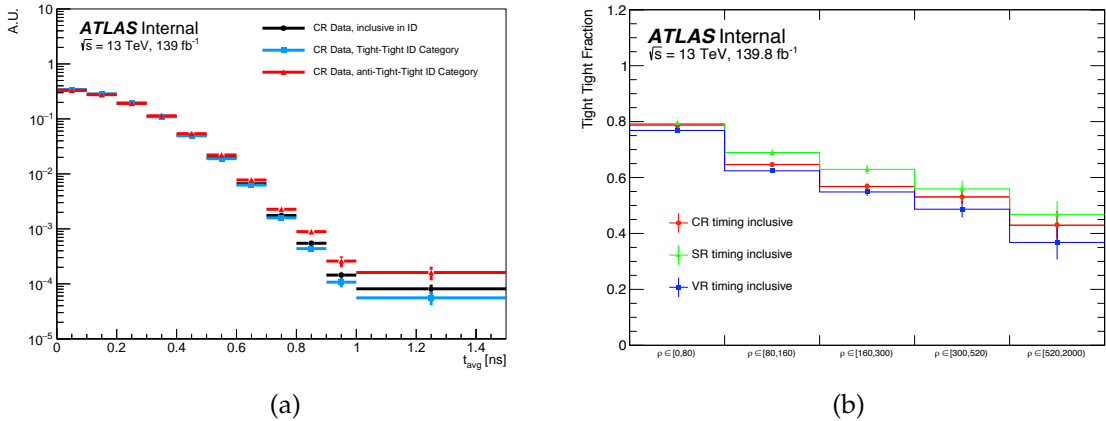 A.U.
10
1
10⁻¹
10⁻²
10⁻³
10⁻⁴
10⁻⁵
ATLAS Internal
√s = 13 TeV, 139 fb⁻¹
CR Data, inclusive in ID
CR Data, Tight-Tight ID Category
CR Data, anti-Tight-Tight ID Category
0 0.2 0.4 0.6 0.8 1 1.2 1.4
t_avg [ns]
(a)
Tight Tight Fraction
1.2
1
0.8
0.6
0.4
0.2
0
ATLAS Internal
√s = 13 TeV, 139.8 fb⁻¹
CR timing inclusive
SR timing inclusive
VR timing inclusive
ρ∈[0,80) ρ∈[80,160) ρ∈[160,300) ρ∈[300,520) ρ∈[520,2000)
(b)